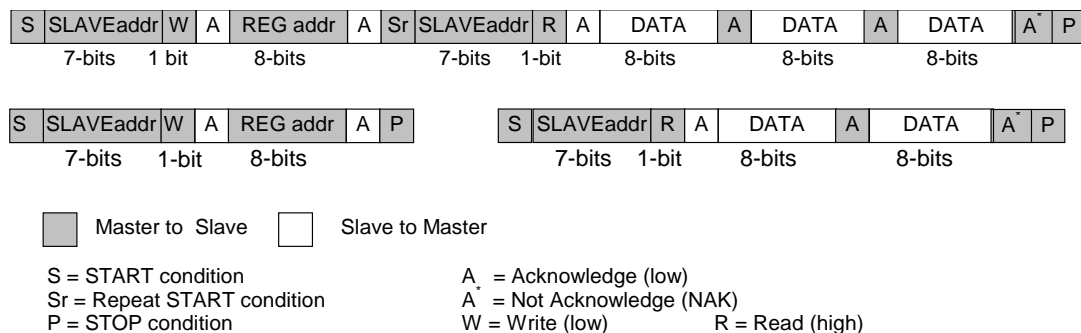 S SLAVEaddr W A REG addr A Sr SLAVEaddr R A DATA A DATA A DATA A* P
7-bits 1 bit 8-bits 7-bits 1-bit 8-bits 8-bits 8-bits
S SLAVEaddr W A REG addr A P S SLAVEaddr R A DATA A DATA A* P
7-bits 1-bit 8-bits 7-bits 1-bit 8-bits 8-bits
Master to Slave Slave to Master
S = START condition A = Acknowledge (low)
Sr = Repeat START condition A* = Not Acknowledge (NAK)
P = STOP condition W = Write (low) R = Read (high)